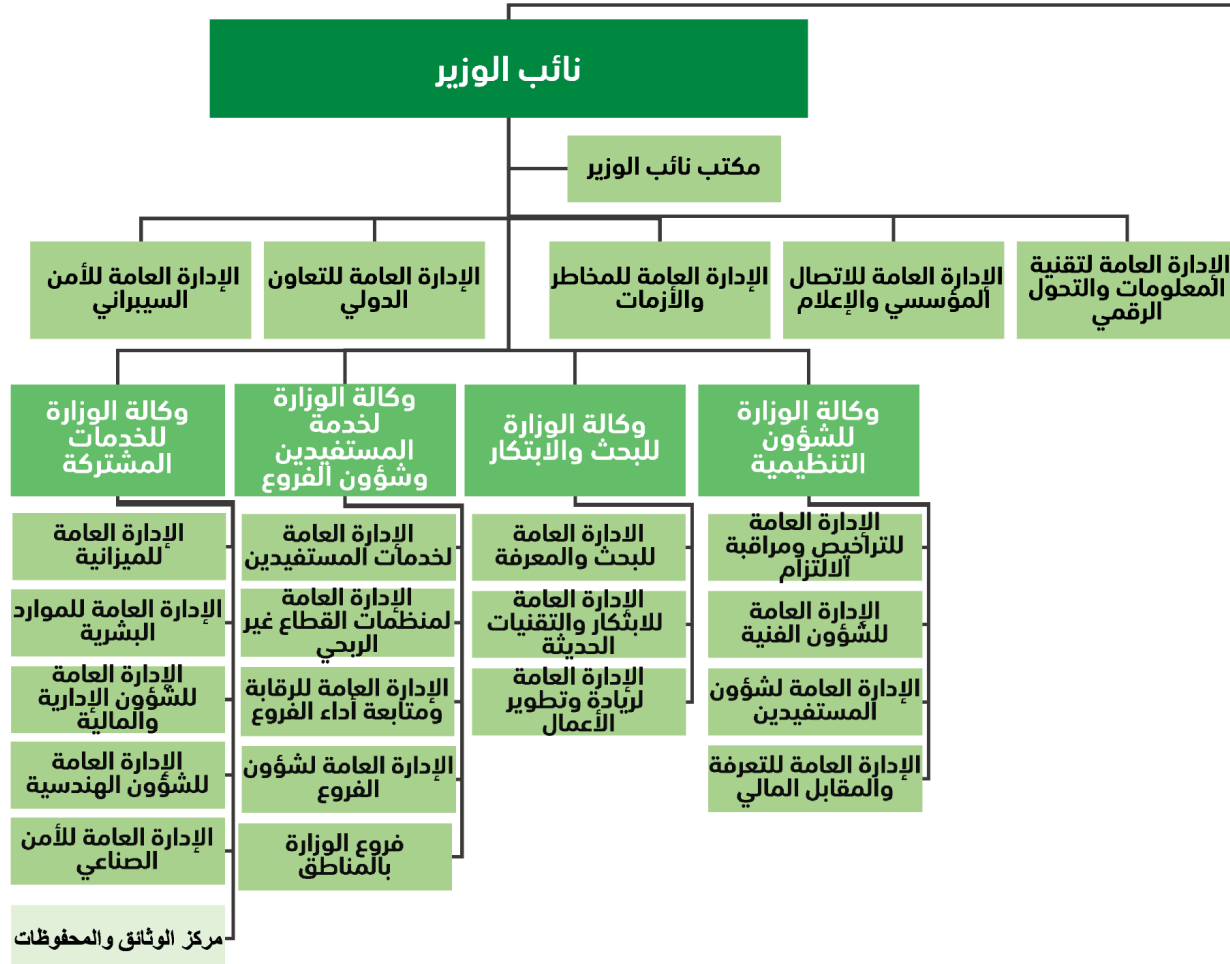 نائب الوزير
مكتب نائب الوزير
الإدارة العامة لتقنية
المعلومات والتحول
الرقمي
الإدارة العامة للاتصال
المؤسسي والإعلام
الإدارة العامة للمخاطر
والأزمات
الإدارة العامة للتعاون
الدولي
الإدارة العامة للأمن
السيبراني
وكالة الوزارة
للشؤون
التنظيمية
الإدارة العامة
للتراخيص ومراقبة
الالتزام
الإدارة العامة
للشؤون الفنية
الإدارة العامة لشؤون
المستفيدين
الإدارة العامة للتعرفة
والمقابل المالي
وكالة الوزارة
للبحث والابتكار
الادارة العامة
للبحث والمعرفة
الإدارة العامة
للابتكار والتقنيات
الحديثة
الإدارة العامة
لريادة وتطوير
الأعمال
وكالة الوزارة
لخدمة
المستفيدين
وشؤون الفروع
الإدارة العامة
لخدمات المستفيدين
الإدارة العامة
لمنظمات القطاع غير
الربحي
الإدارة العامة للرقابة
ومتابعة أداء الفروع
الإدارة العامة لشؤون
الفروع
فروع الوزارة
بالمناطق
وكالة الوزارة
للخدمات
المشتركة
الإدارة العامة
للميزانية
الإدارة العامة للموارد
البشرية
الإدارة العامة
للشؤون الإدارية
والمالية
الإدارة العامة
للشؤون الهندسية
الإدارة العامة للأمن
الصناعي
مركز الوثائق والمحفوظات